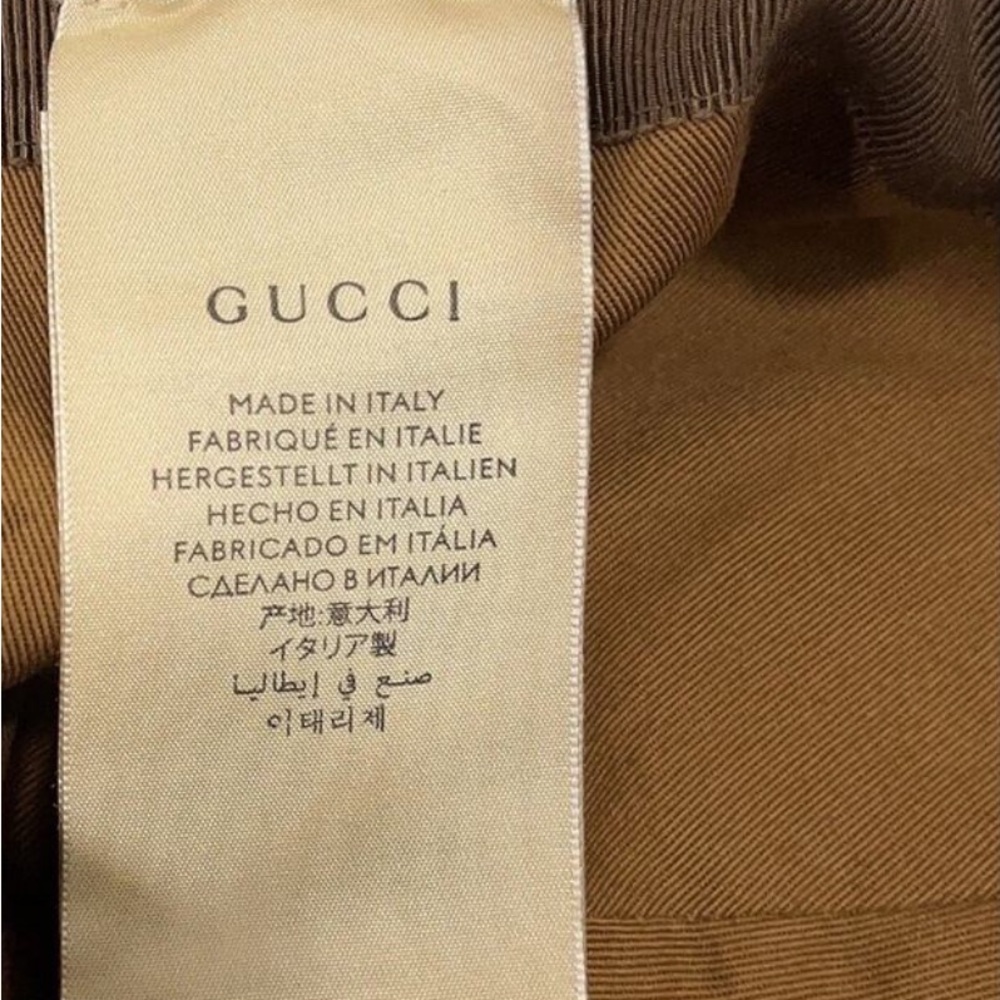 GUCCI
MADE IN ITALY
FABRIQUÉ EN ITALIE
HERGESTELLT IN ITALIEN
HECHO EN ITALIA
FABRICADO EM ITÁLIA
СДЕЛАНО В ИТАЛИИ
产地:意大利
イタリア製
صنع في إيطاليا
이태리제